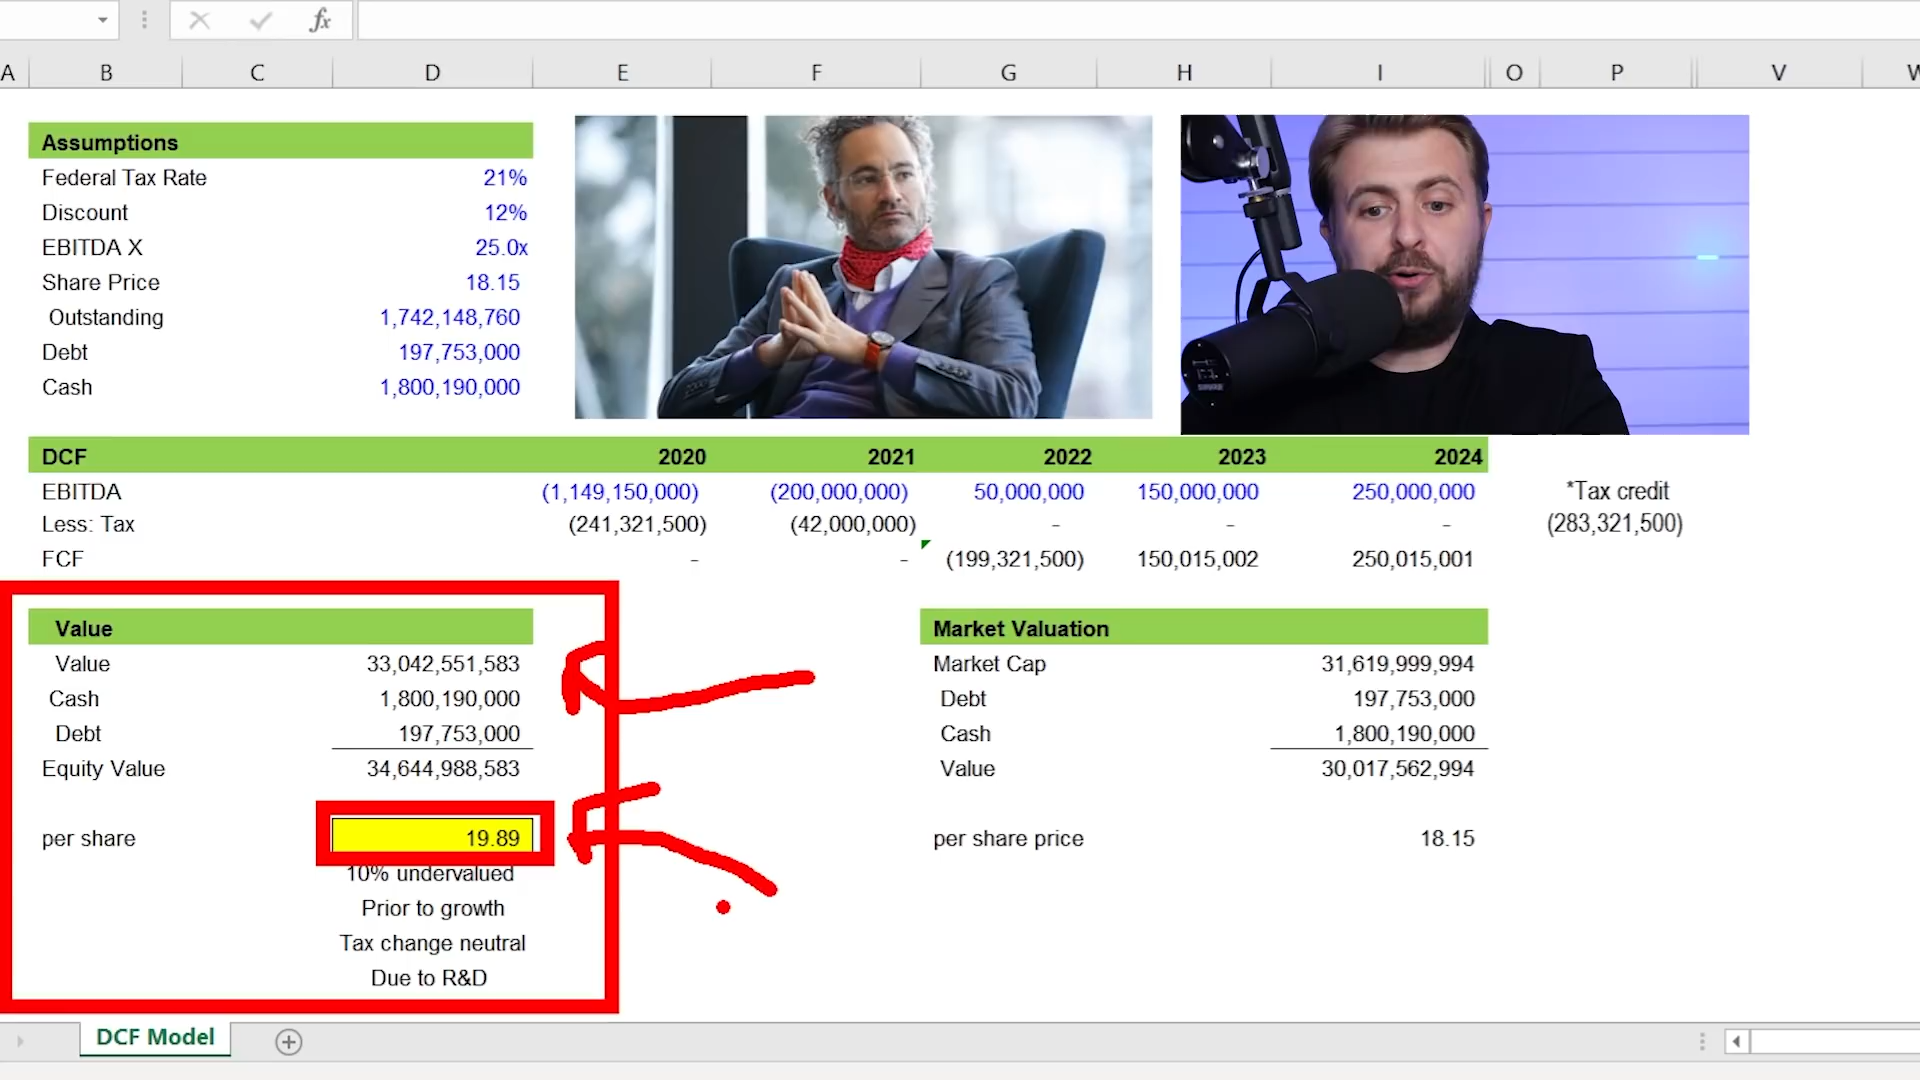 fx
A B C D E F G H I O P V W
Assumptions
Federal Tax Rate 21%
Discount 12%
EBITDA X 25.0x
Share Price 18.15
Outstanding 1,742,148,760
Debt 197,753,000
Cash 1,800,190,000
DCF 2020 2021 2022 2023 2024
EBITDA (1,149,150,000) (200,000,000) 50,000,000 150,000,000 250,000,000 *Tax credit
Less: Tax (241,321,500) (42,000,000) - - - (283,321,500)
FCF - - (199,321,500) 150,015,002 250,015,001
Value
Value 33,042,551,583
Cash 1,800,190,000
Debt 197,753,000
Equity Value 34,644,988,583
per share 19.89
10% undervalued
Prior to growth
Tax change neutral
Due to R&D
Market Valuation
Market Cap 31,619,999,994
Debt 197,753,000
Cash 1,800,190,000
Value 30,017,562,994
per share price 18.15
DCF Model